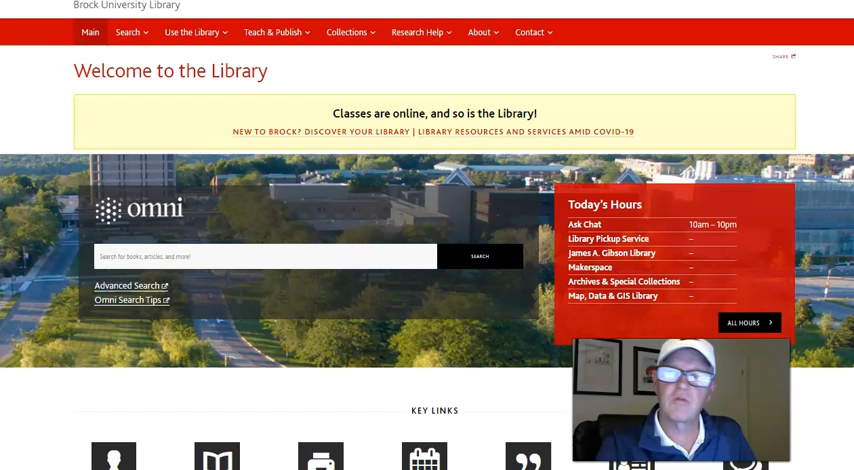 Brock University Library
Main Search Use the Library Teach & Publish Collections Research Help About Contact
SHARE
Welcome to the Library
Classes are online, and so is the Library!
NEW TO BROCK? DISCOVER YOUR LIBRARY | LIBRARY RESOURCES AND SERVICES AMID COVID-19
omni
Search for books, articles, and more!
SEARCH
Advanced Search
Omni Search Tips
Today's Hours
Ask Chat 10am – 10pm
Library Pickup Service –
James A. Gibson Library –
Makerspace –
Archives & Special Collections –
Map, Data & GIS Library –
ALL HOURS
KEY LINKS